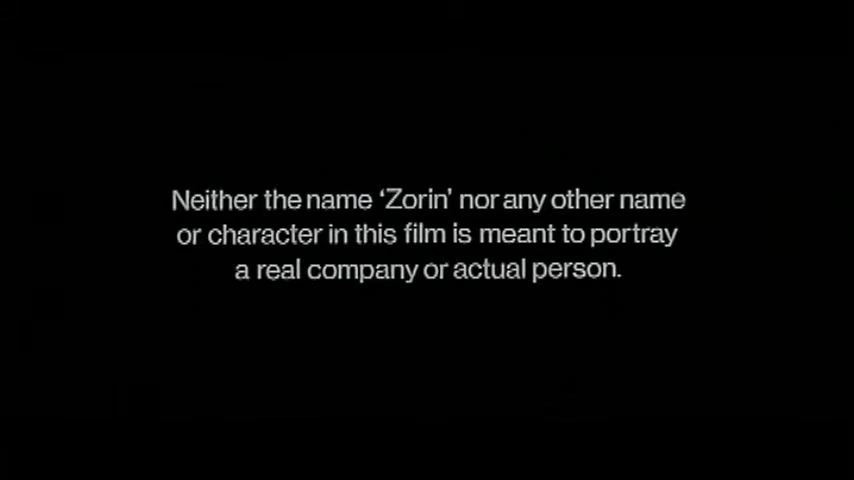 Neither the name ‘Zorin’ nor any other name
or character in this film is meant to portray
a real company or actual person.